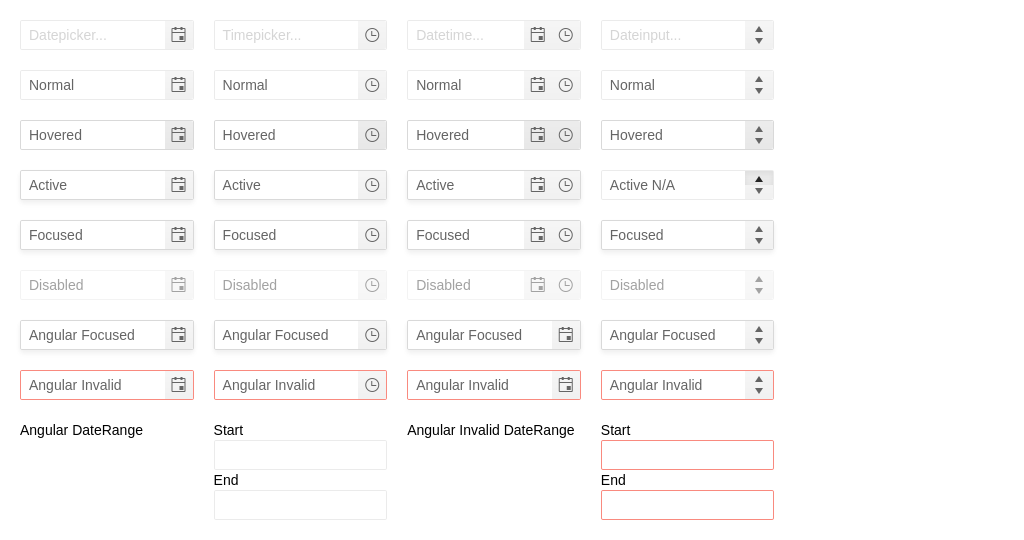 Datepicker... Timepicker... Datetime... Dateinput...
Normal Normal Normal Normal
Hovered Hovered Hovered Hovered
Active Active Active Active N/A
Focused Focused Focused Focused
Disabled Disabled Disabled Disabled
Angular Focused Angular Focused Angular Focused Angular Focused
Angular Invalid Angular Invalid Angular Invalid Angular Invalid
Angular DateRange Start Angular Invalid DateRange Start
End End